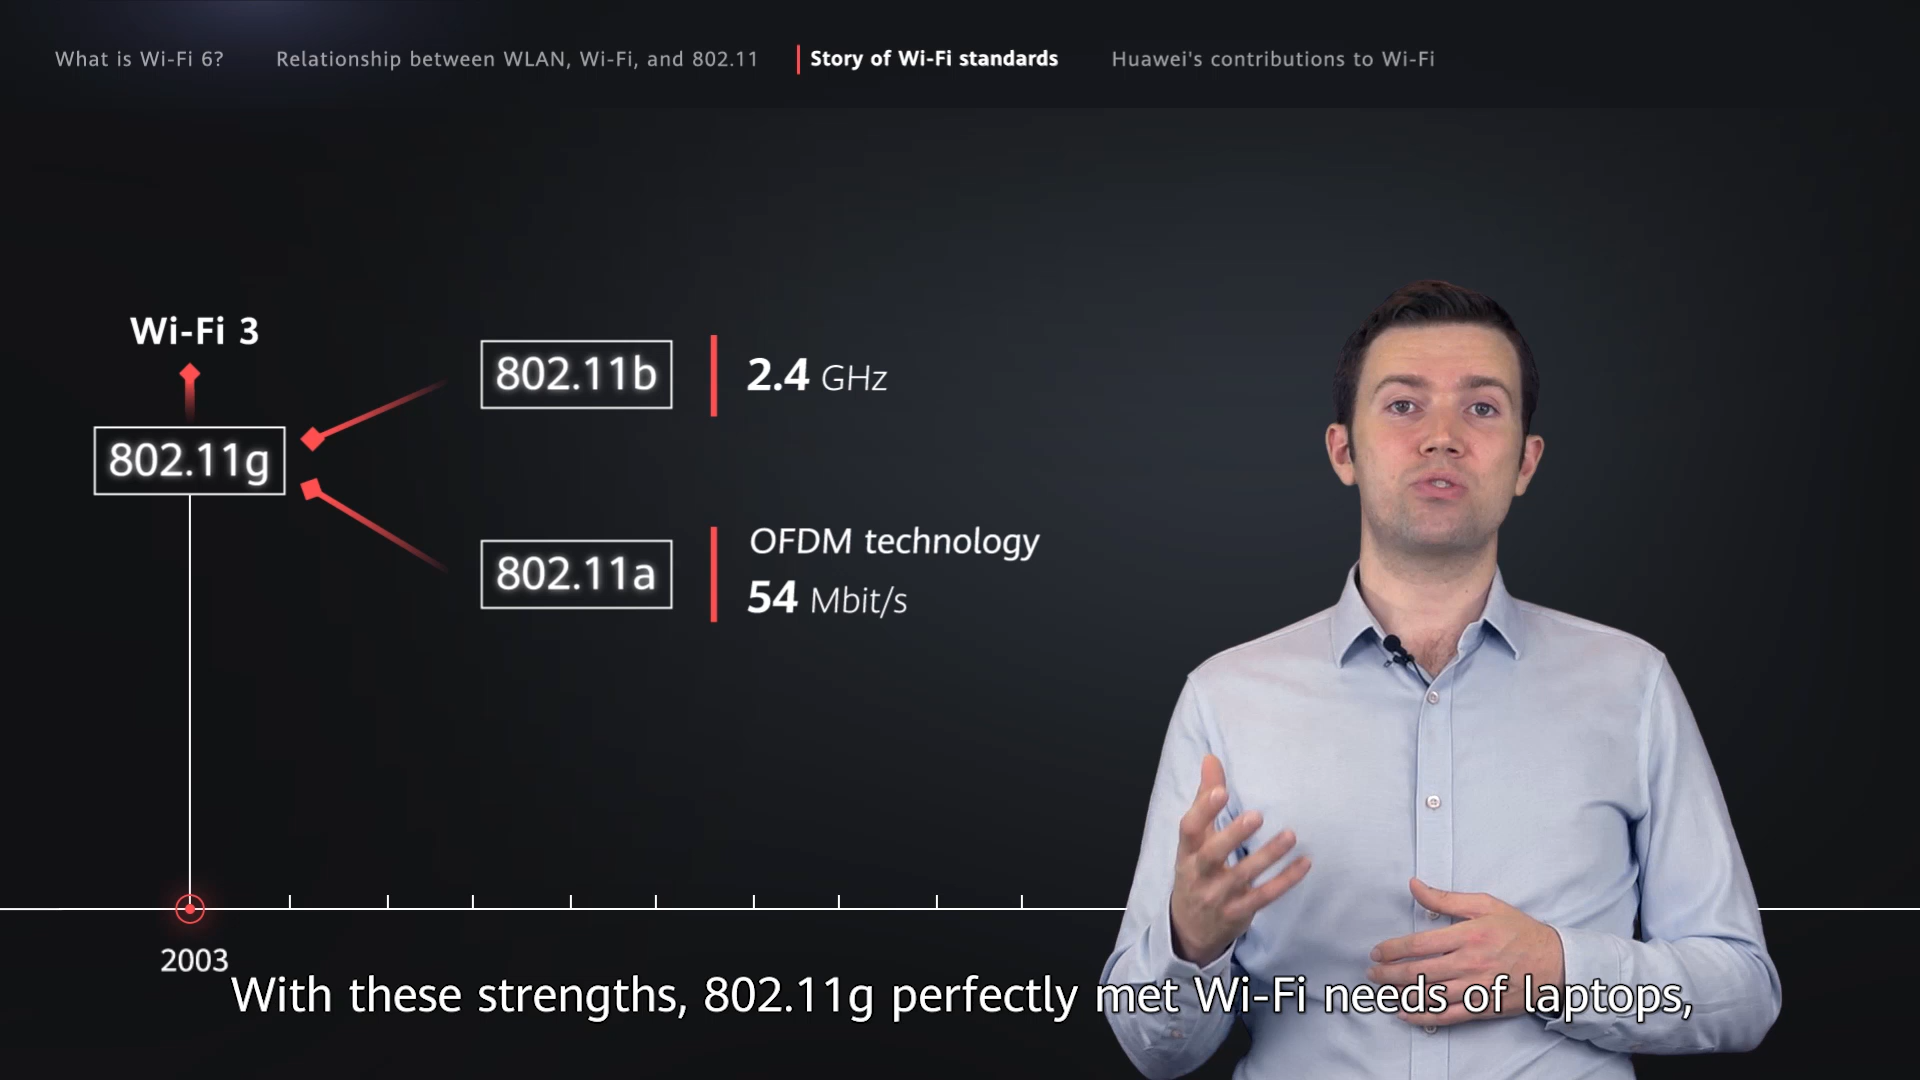 What is Wi-Fi 6?
Relationship between WLAN, Wi-Fi, and 802.11
Story of Wi-Fi standards
Huawei's contributions to Wi-Fi
Wi-Fi 3
802.11g
802.11b
2.4 GHz
802.11a
OFDM technology
54 Mbit/s
2003
With these strengths, 802.11g perfectly met Wi-Fi needs of laptops,